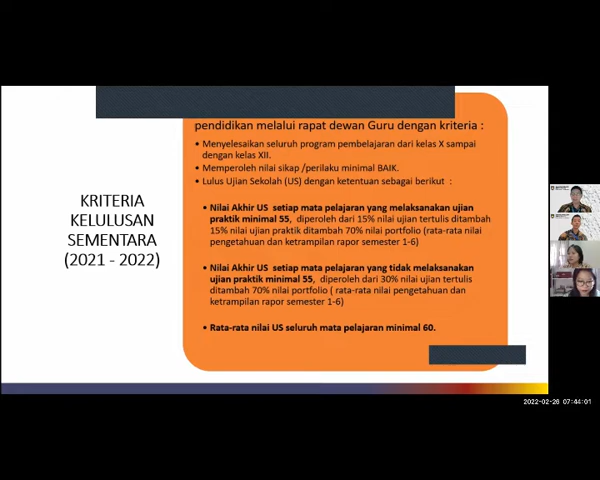 pendidikan melalui rapat dewan Guru dengan kriteria :
• Menyelesaikan seluruh program pembelajaran dari kelas X sampai
dengan kelas XII.
• Memperoleh nilai sikap /perilaku minimal BAIK.
• Lulus Ujian Sekolah (US) dengan ketentuan sebagai berikut :
KRITERIA
KELULUSAN
SEMENTARA
(2021 - 2022)
• Nilai Akhir US setiap mata pelajaran yang melaksanakan ujian
praktik minimal 55, diperoleh dari 15% nilai ujian tertulis ditambah
15% nilai ujian praktik ditambah 70% nilai portfolio (rata-rata nilai
pengetahuan dan ketrampilan rapor semester 1-6)
• Nilai Akhir US setiap mata pelajaran yang tidak melaksanakan
ujian praktik minimal 55, diperoleh dari 30% nilai ujian tertulis
ditambah 70% nilai portfolio ( rata-rata nilai pengetahuan dan
ketrampilan rapor semester 1-6)
• Rata-rata nilai US seluruh mata pelajaran minimal 60.
2022-02-26 07:44:01